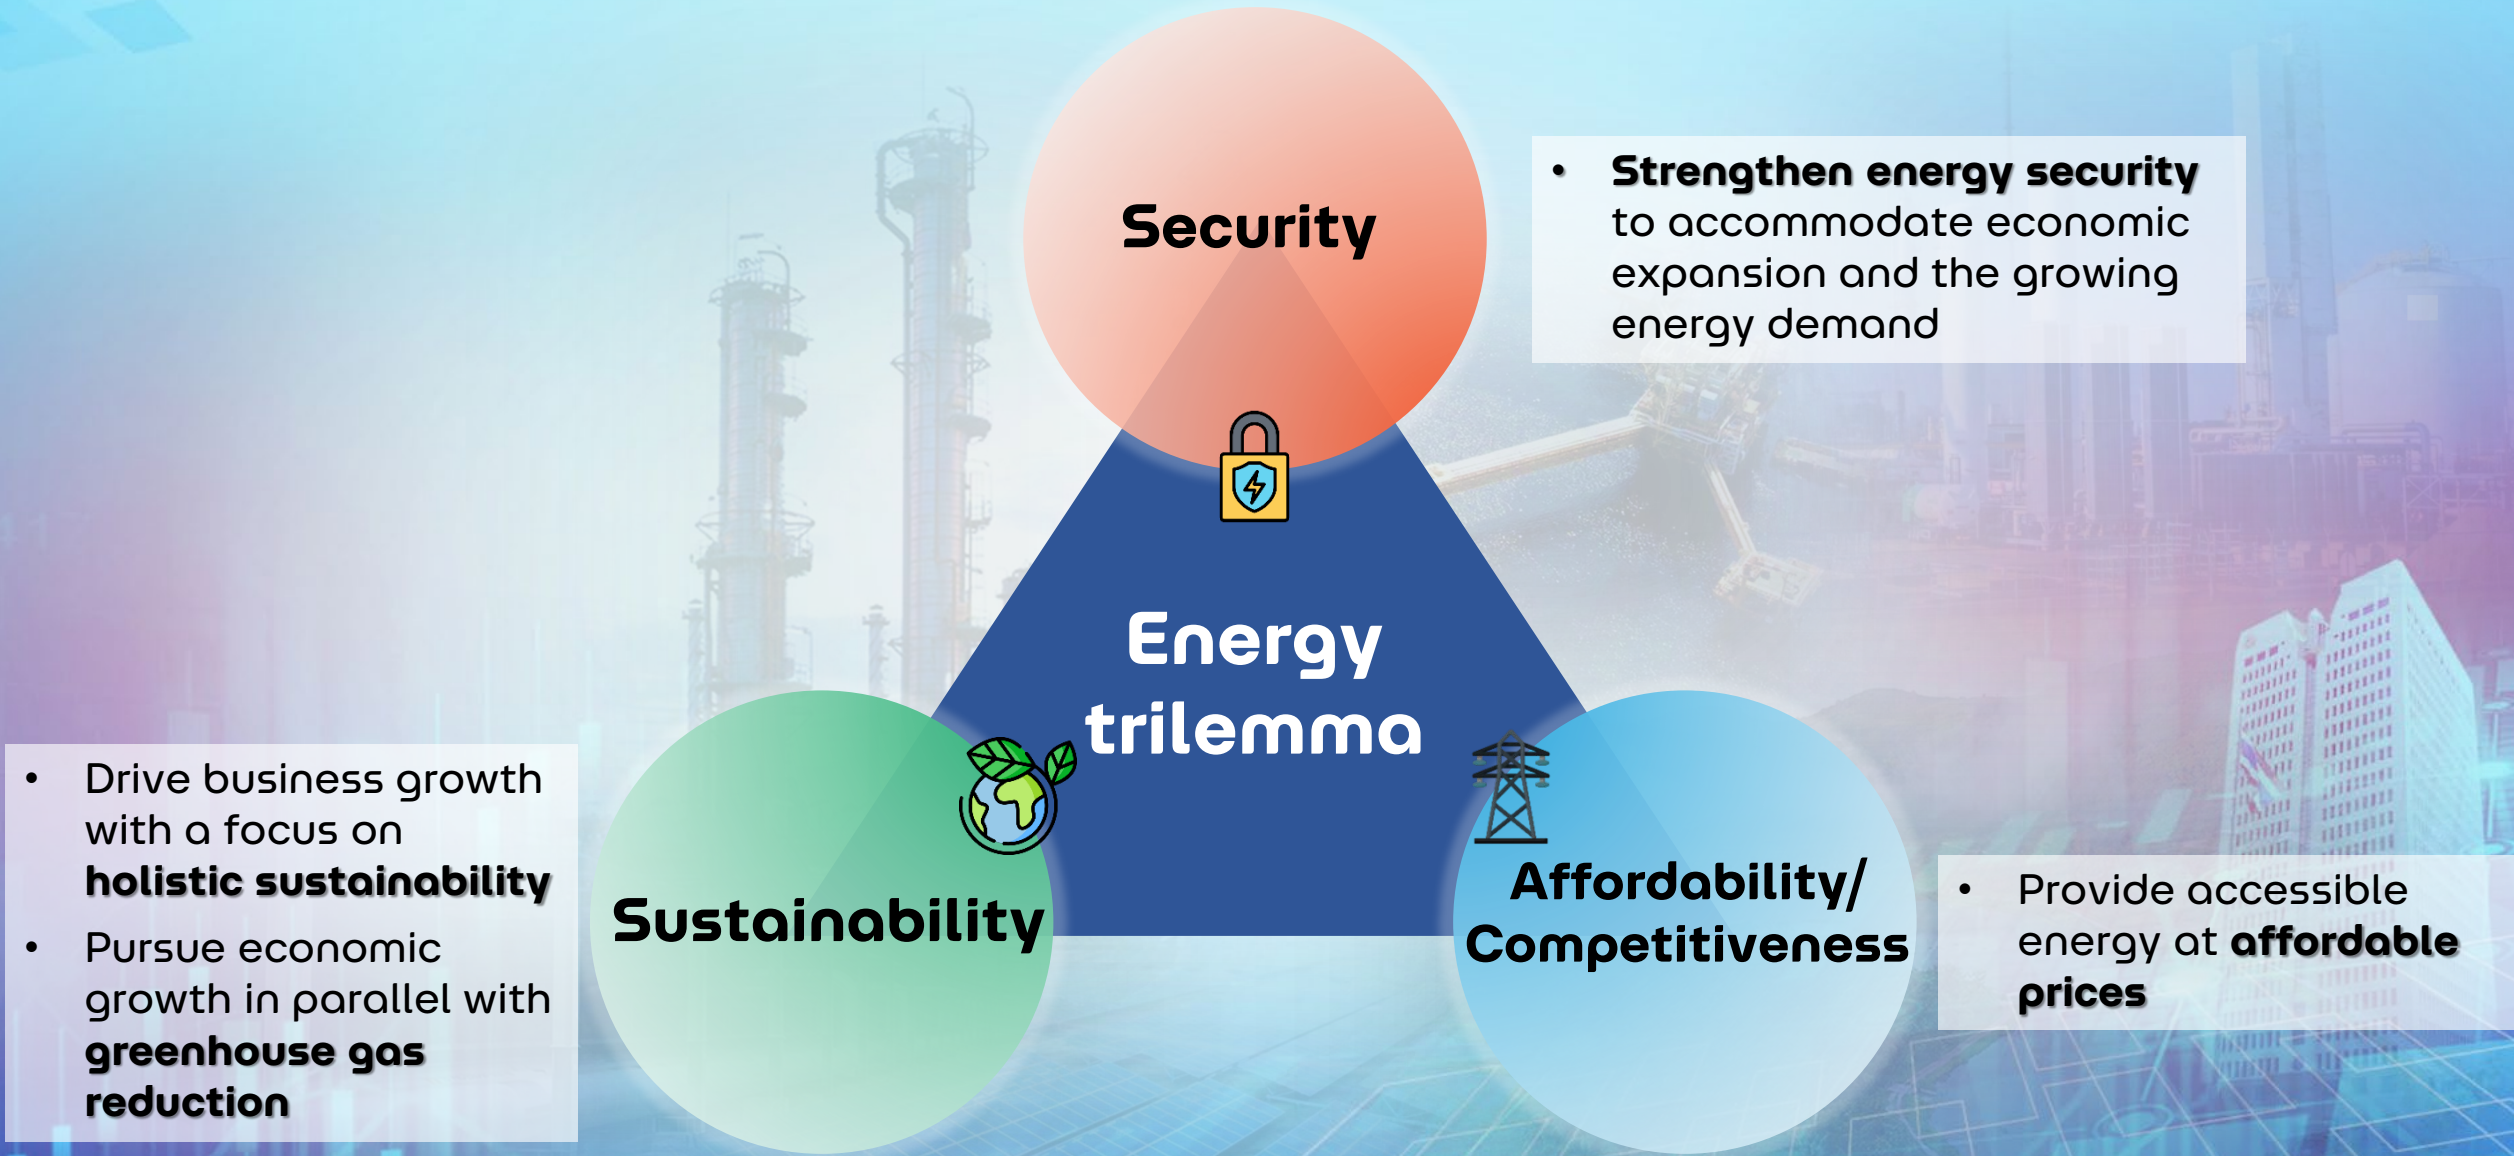 Security
• Strengthen energy security
to accommodate economic
expansion and the growing
energy demand
Energy
trilemma
• Drive business growth
with a focus on
holistic sustainability
• Pursue economic
growth in parallel with
greenhouse gas
reduction
Sustainability
Affordability/
Competitiveness
• Provide accessible
energy at affordable
prices